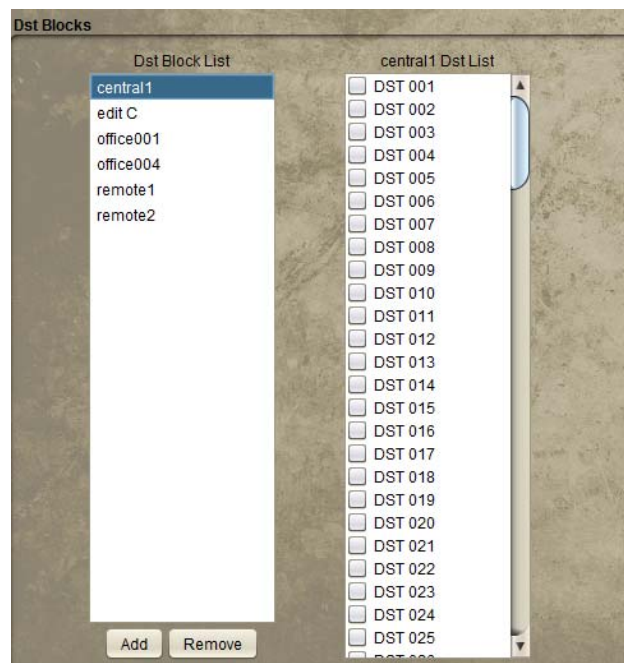 Dst Blocks
Dst Block List
central1
edit C
office001
office004
remote1
remote2
Add
Remove
central1 Dst List
DST 001
DST 002
DST 003
DST 004
DST 005
DST 006
DST 007
DST 008
DST 009
DST 010
DST 011
DST 012
DST 013
DST 014
DST 015
DST 016
DST 017
DST 018
DST 019
DST 020
DST 021
DST 022
DST 023
DST 024
DST 025